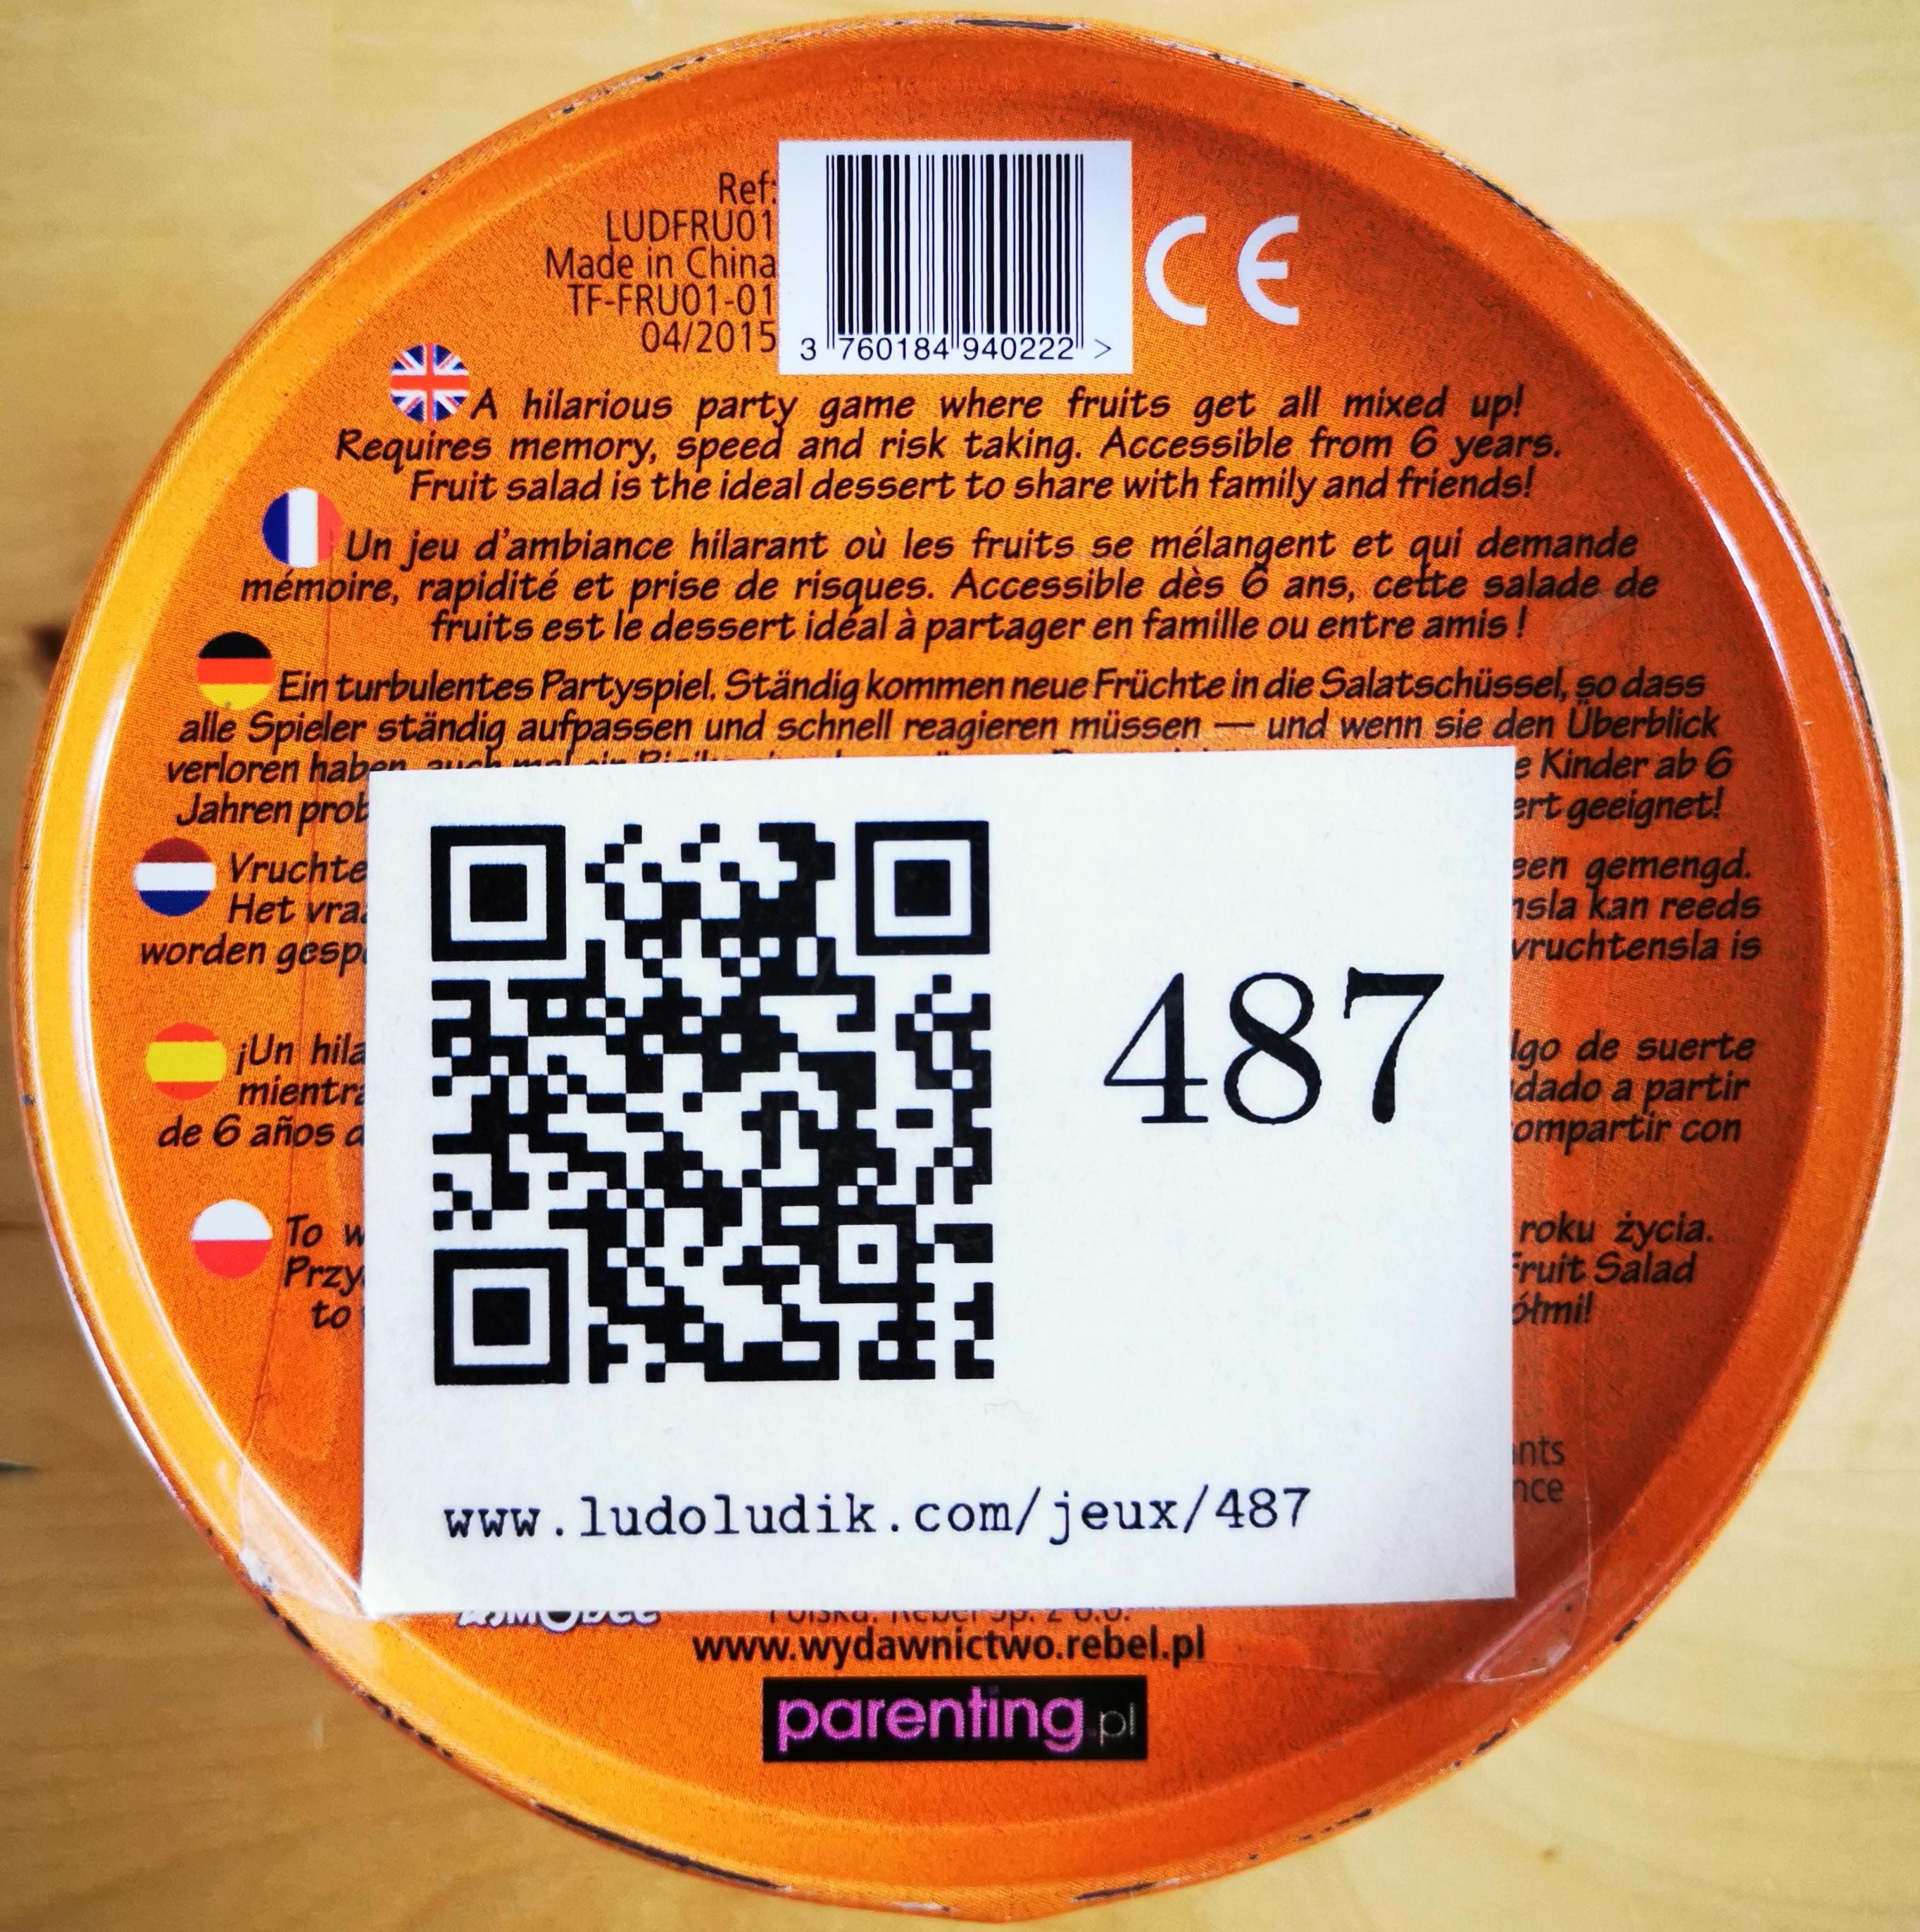 Ref:
LUDFRU01
Made in China
TF-FRU01-01
04/2015
3 760184 940222 >
CE
A hilarious party game where fruits get all mixed up!
Requires memory, speed and risk taking. Accessible from 6 years.
Fruit salad is the ideal dessert to share with family and friends!
Un jeu d'ambiance hilarant où les fruits se mélangent et qui demande
mémoire, rapidité et prise de risques. Accessible dès 6 ans, cette salade de
fruits est le dessert idéal à partager en famille ou entre amis !
Ein turbulentes Partyspiel. Ständig kommen neue Früchte in die Salatschüssel, so dass
alle Spieler ständig aufpassen und schnell reagieren müssen — und wenn sie den Überblick
verloren haben, auch mal ein Kinder ab 6
Jahren geeignet!
gemengd.
Het kan reeds
worden vruchtensla is
¡Un de suerte
a partir
de 6 años con
To roku życia.
Fruit Salad
to
487
www.ludoludik.com/jeux/487
Polska: Rebel Sp. z o.o.
www.wydawnictwo.rebel.pl
parenting.pl